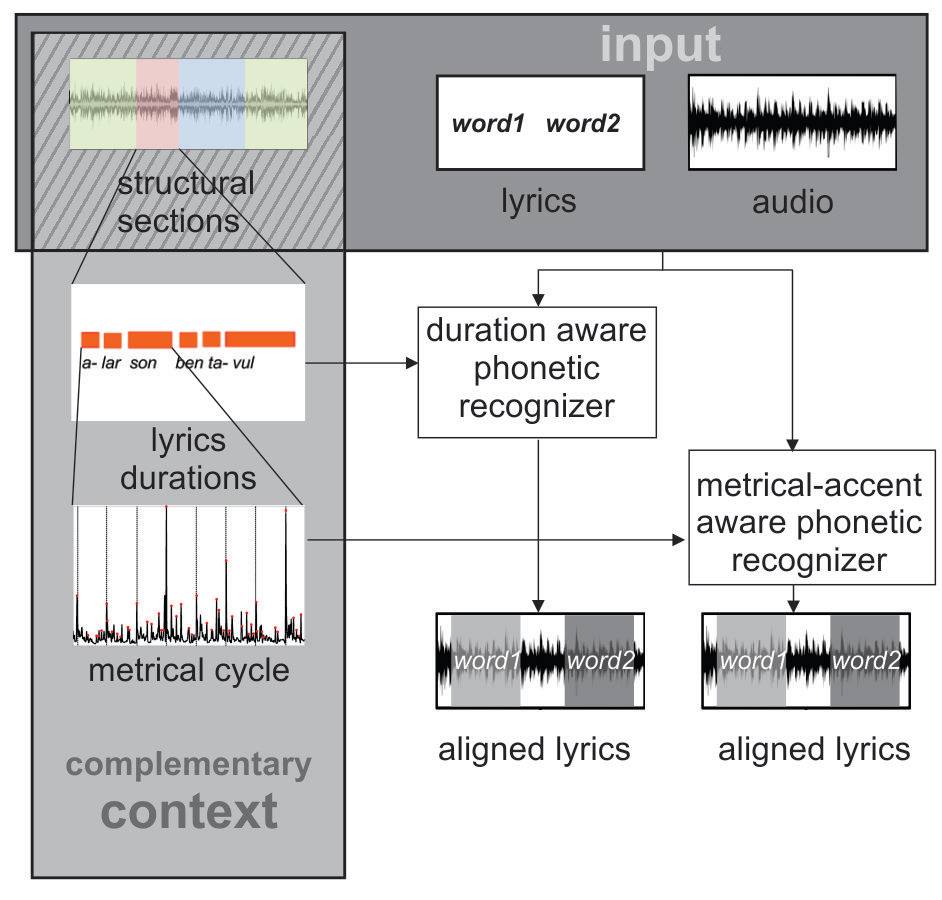 input
word1 word2
structural
sections
lyrics
audio
a- lar son ben ta- vul
duration aware
phonetic
recognizer
lyrics
durations
metrical-accent
aware phonetic
recognizer
metrical cycle
word1 word2
word1 word2
aligned lyrics
aligned lyrics
complementary
context